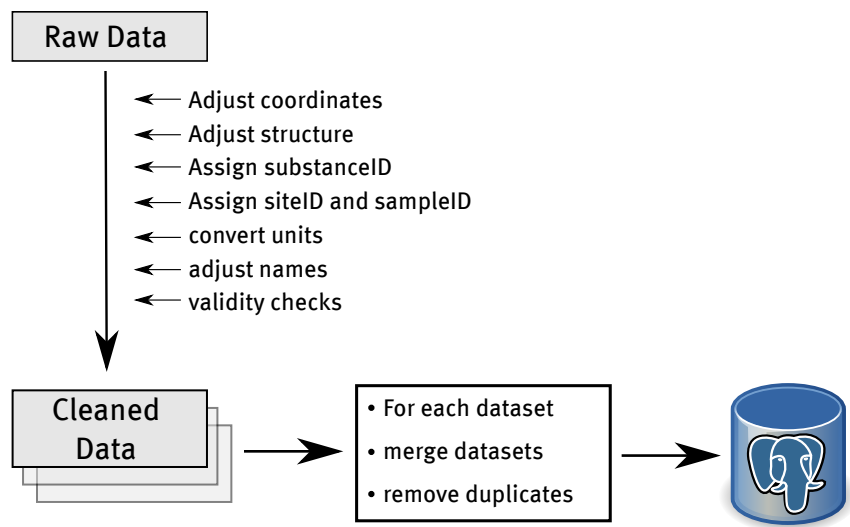 Raw Data
Adjust coordinates
Adjust structure
Assign substanceID
Assign siteID and sampleID
convert units
adjust names
validity checks
Cleaned
Data
• For each dataset
• merge datasets
• remove duplicates